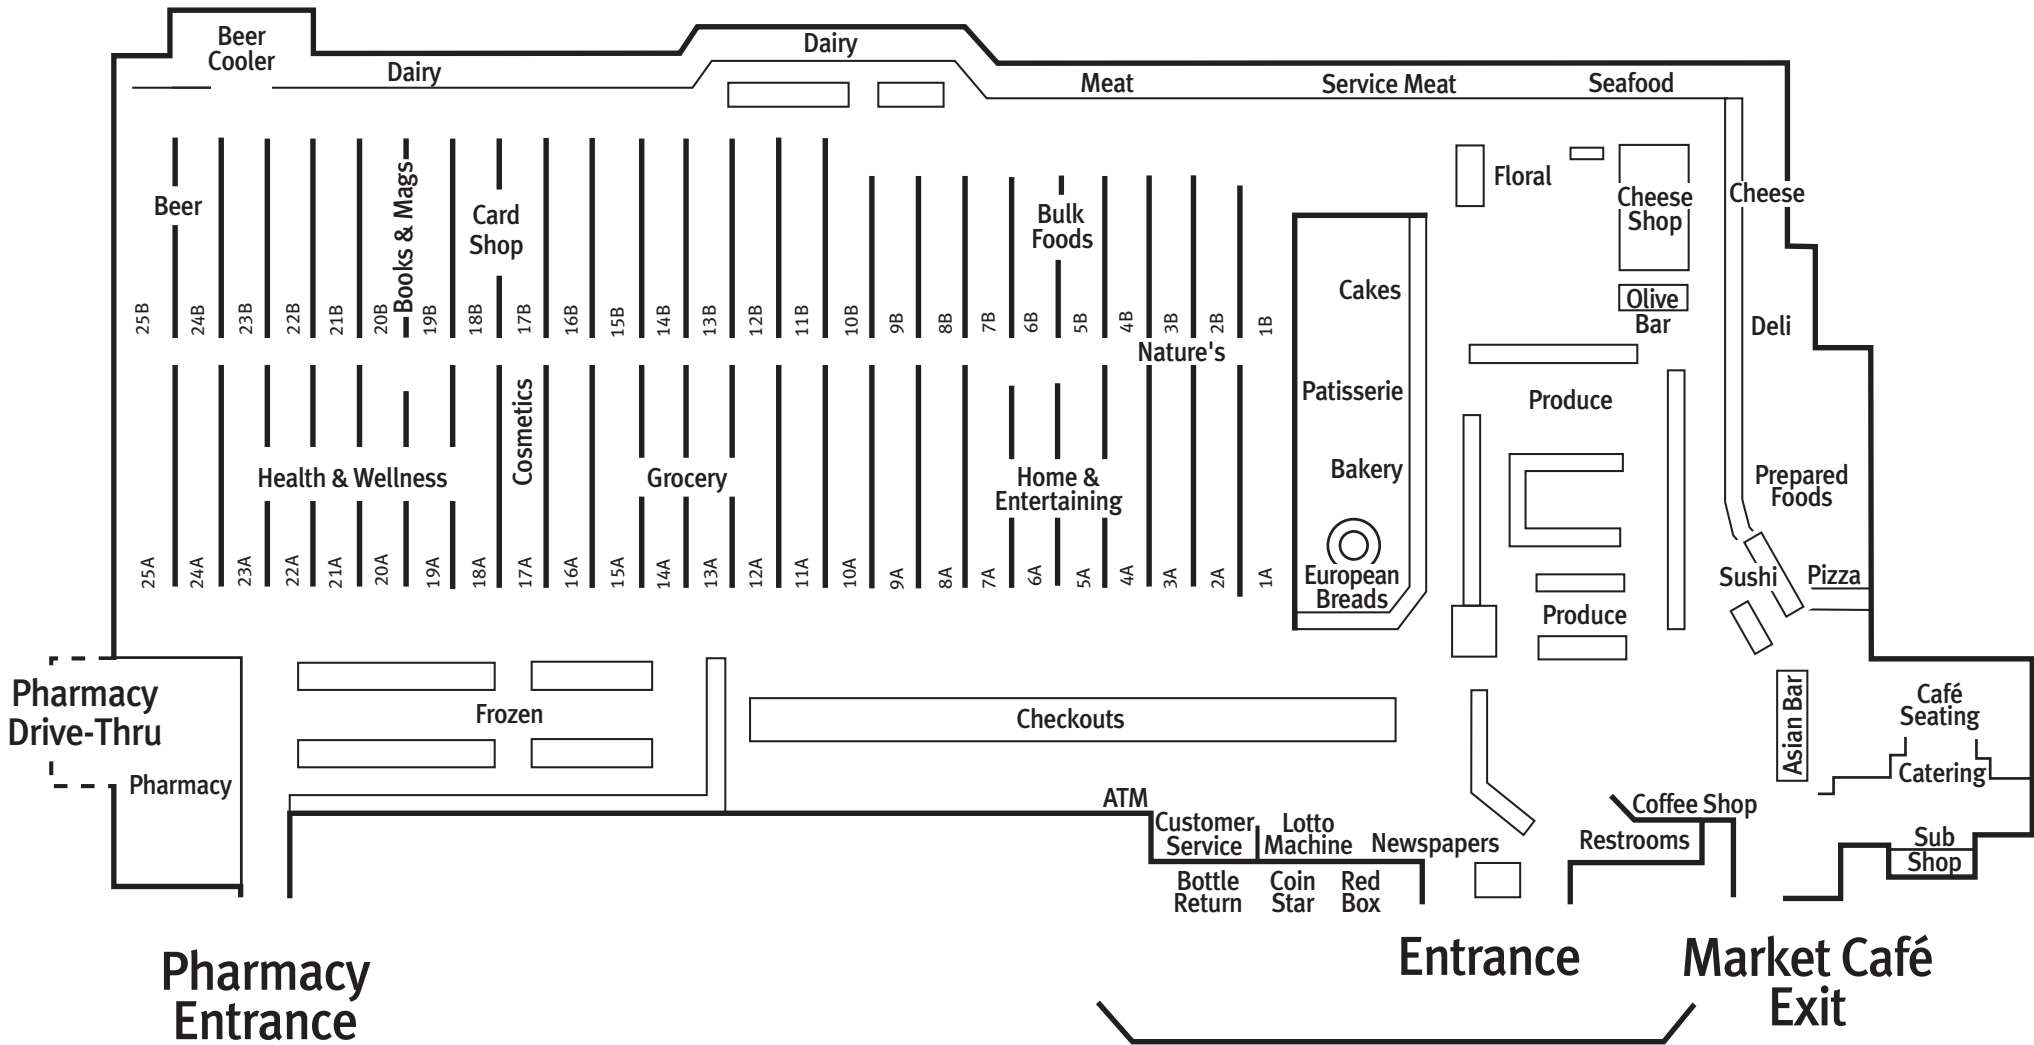 Beer
Cooler
Dairy
Dairy
Meat
Service Meat
Seafood
Beer
Books & Mags
Card
Shop
Bulk
Foods
Floral
Cheese
Shop
Cheese
Cakes
Olive
Bar
Deli
25B
24B
23B
22B
21B
20B
19B
18B
17B
16B
15B
14B
13B
12B
11B
10B
9B
8B
7B
6B
5B
4B
3B
2B
1B
Nature's
Patisserie
Produce
Cosmetics
Health & Wellness
Grocery
Home &
Entertaining
Bakery
Prepared
Foods
25A
24A
23A
22A
21A
20A
19A
18A
17A
16A
15A
14A
13A
12A
11A
10A
9A
8A
7A
6A
5A
4A
3A
2A
1A
European
Breads
Sushi
Pizza
Produce
Pharmacy
Drive-Thru
Pharmacy
Frozen
Checkouts
Asian Bar
Café
Seating
Catering
ATM
Customer
Service
Lotto
Machine
Newspapers
Coffee Shop
Restrooms
Sub
Shop
Bottle
Return
Coin
Star
Red
Box
Pharmacy
Entrance
Entrance
Market Café
Exit